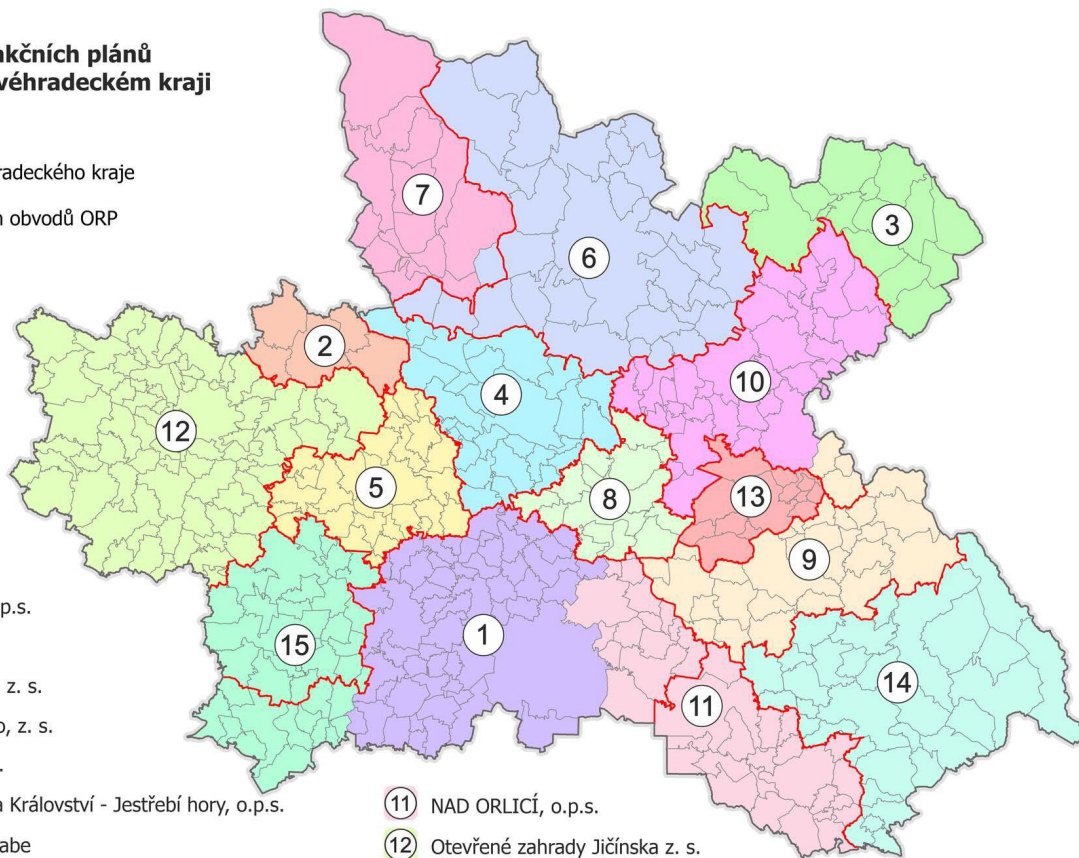 kčních plánů
véhradeckém kraji
radeckého kraje
obvodů ORP
7
3
6
2
10
4
12
5
8
13
9
1
15
14
11
p.s.
z. s.
o, z. s.
a Království - Jestřebí hory, o.p.s.
abe
11 NAD ORLICÍ, o.p.s.
12 Otevřené zahrady Jičínska z. s.